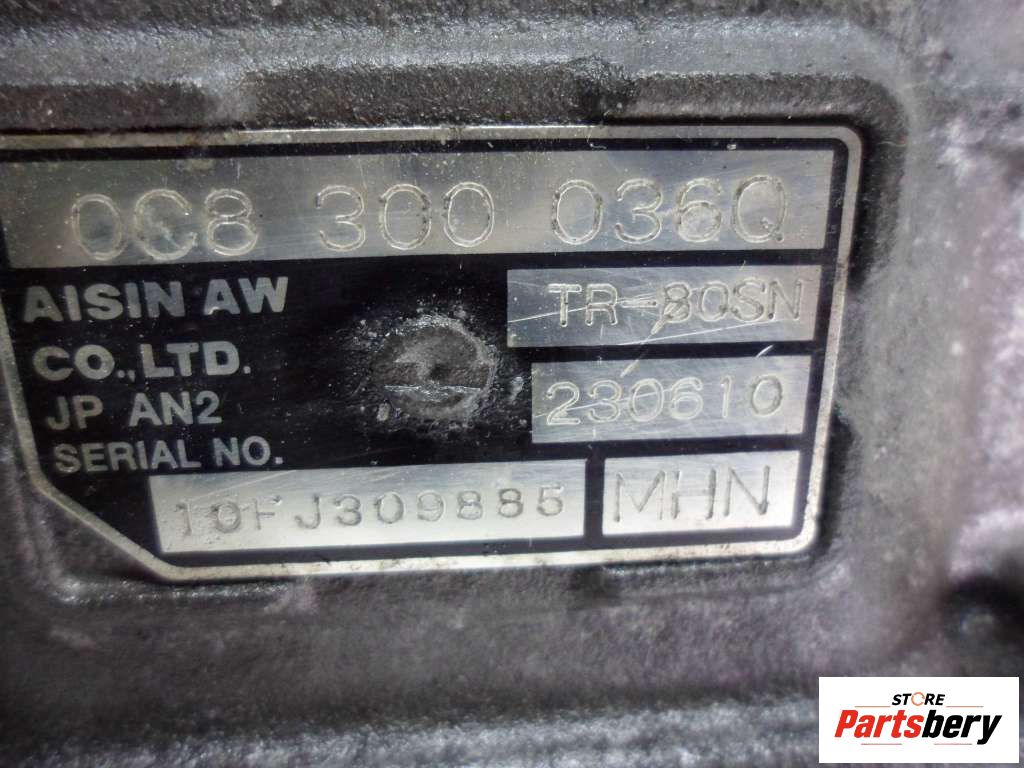 0C8 300 036Q
AISIN AW
CO.,LTD.
JP AN2
TR-80SN
230610
SERIAL NO.
10FJ309885
MHN
STORE
Partsbery